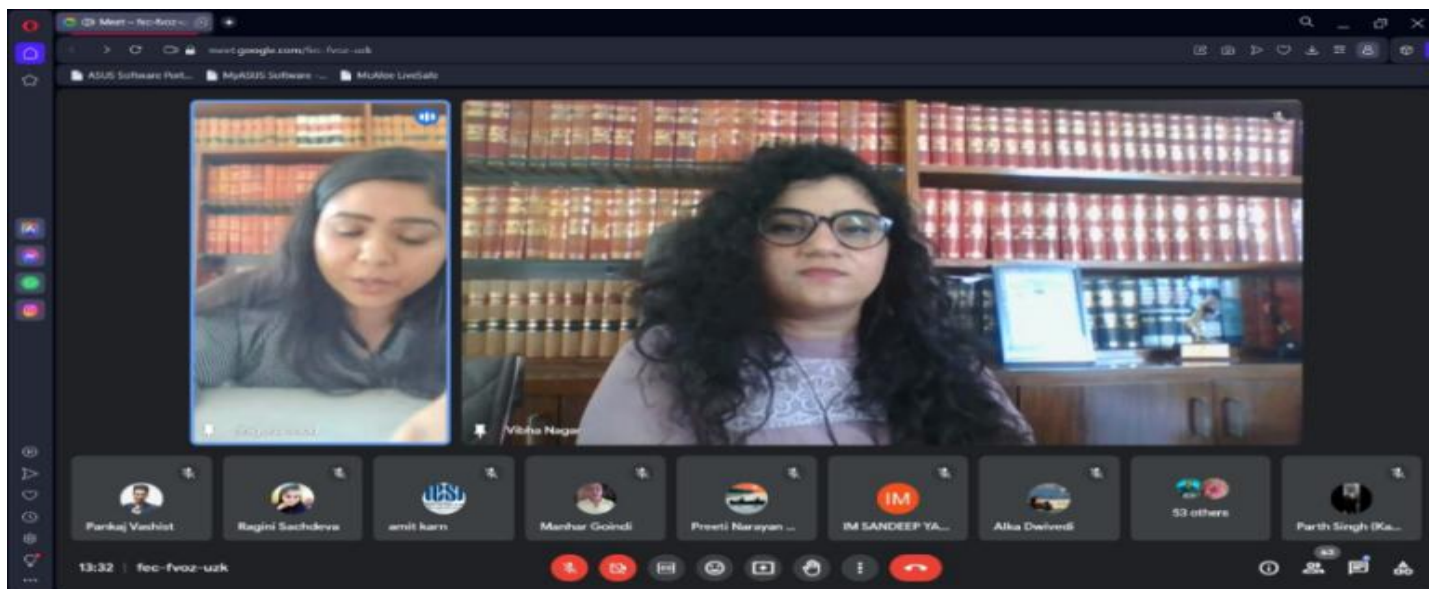 Meet – fec-fvoz-u
meet.google.com/fec-fvoz-uzk
ASUS Software Port... MyASUS Software -... McAfee LiveSafe
Vibha Nagar
Pankaj Vashist
Ragini Sachdeva
amit karn
Manhar Goindi
Preeti Narayan ...
IM
IM SANDEEP YA...
Alka Dwivedi
53 others
Parth Singh (Ka...
13:32 | fec-fvoz-uzk
63